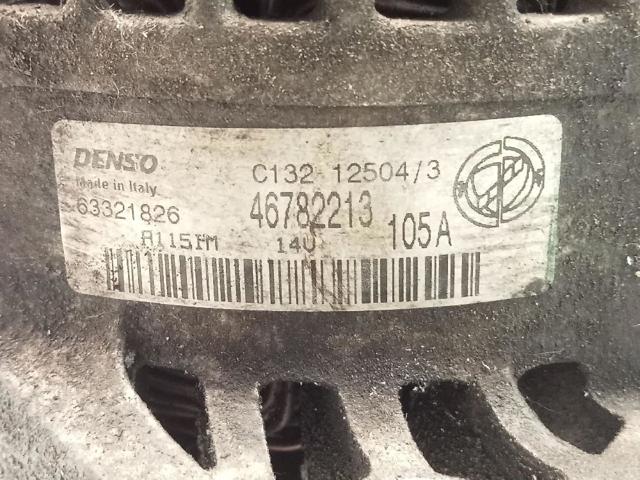 DENSO
Made in Italy
C132 12504/3
63321826
46782213
A115IM 14V
105A